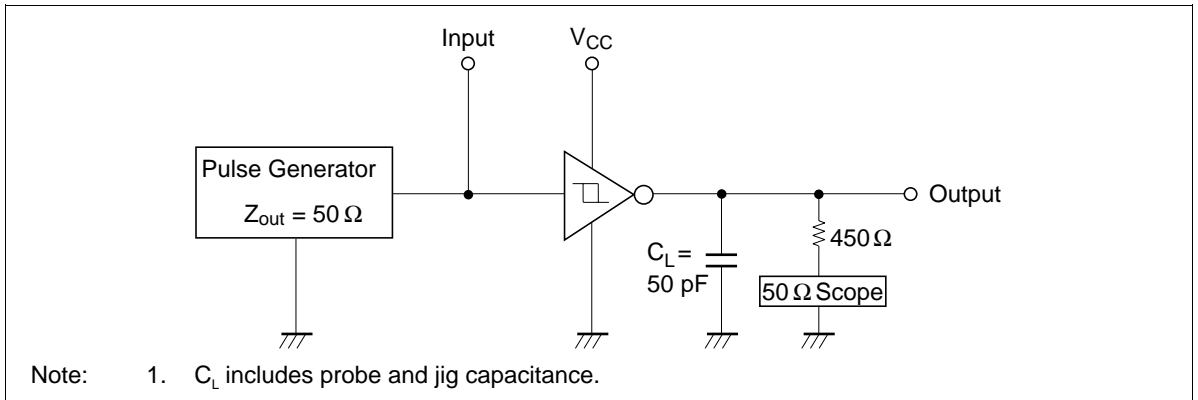 Input
V_CC
Pulse Generator
Z_out = 50 Ω
Output
450 Ω
C_L =
50 pF
50 Ω Scope
Note: 1. C_L includes probe and jig capacitance.